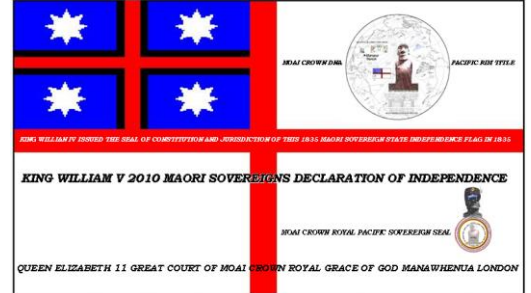 MOAI CROWN DNA
PACIFIC RIM TITLE
KING WILLIAM IV ISSUED THE SEAL OF CONSTITUTION AND JURISDICTION OF THIS 1835 MAORI SOVEREIGN STATE INDEPENDENCE FLAG IN 1835
KING WILLIAM V 2010 MAORI SOVEREIGNS DECLARATION OF INDEPENDENCE
MOAI CROWN ROYAL PACIFIC SOVEREIGN SEAL
QUEEN ELIZABETH 11 GREAT COURT OF MOAI CROWN ROYAL GRACE OF GOD MANAWHENUA LONDON